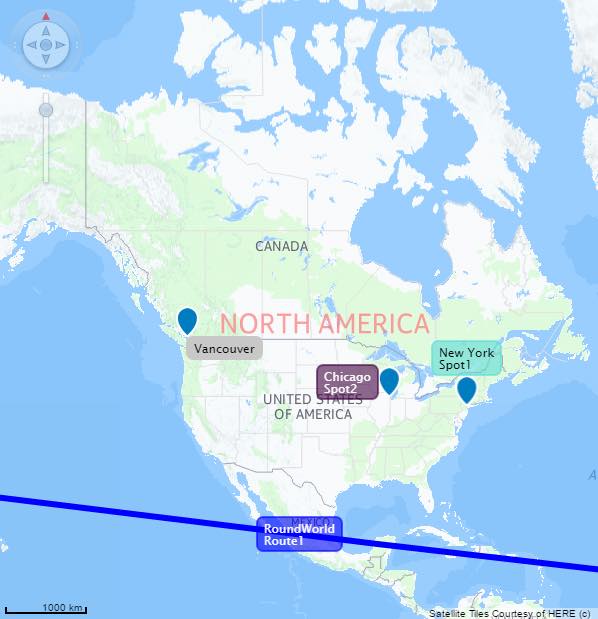 CANADA
NORTH AMERICA
Vancouver
New York
Spot1
Chicago
Spot2
UNITED STATES
OF AMERICA
MEXICO
RoundWorld
Route1
A
1000 km
Satellite Tiles Courtesy of HERE (c)